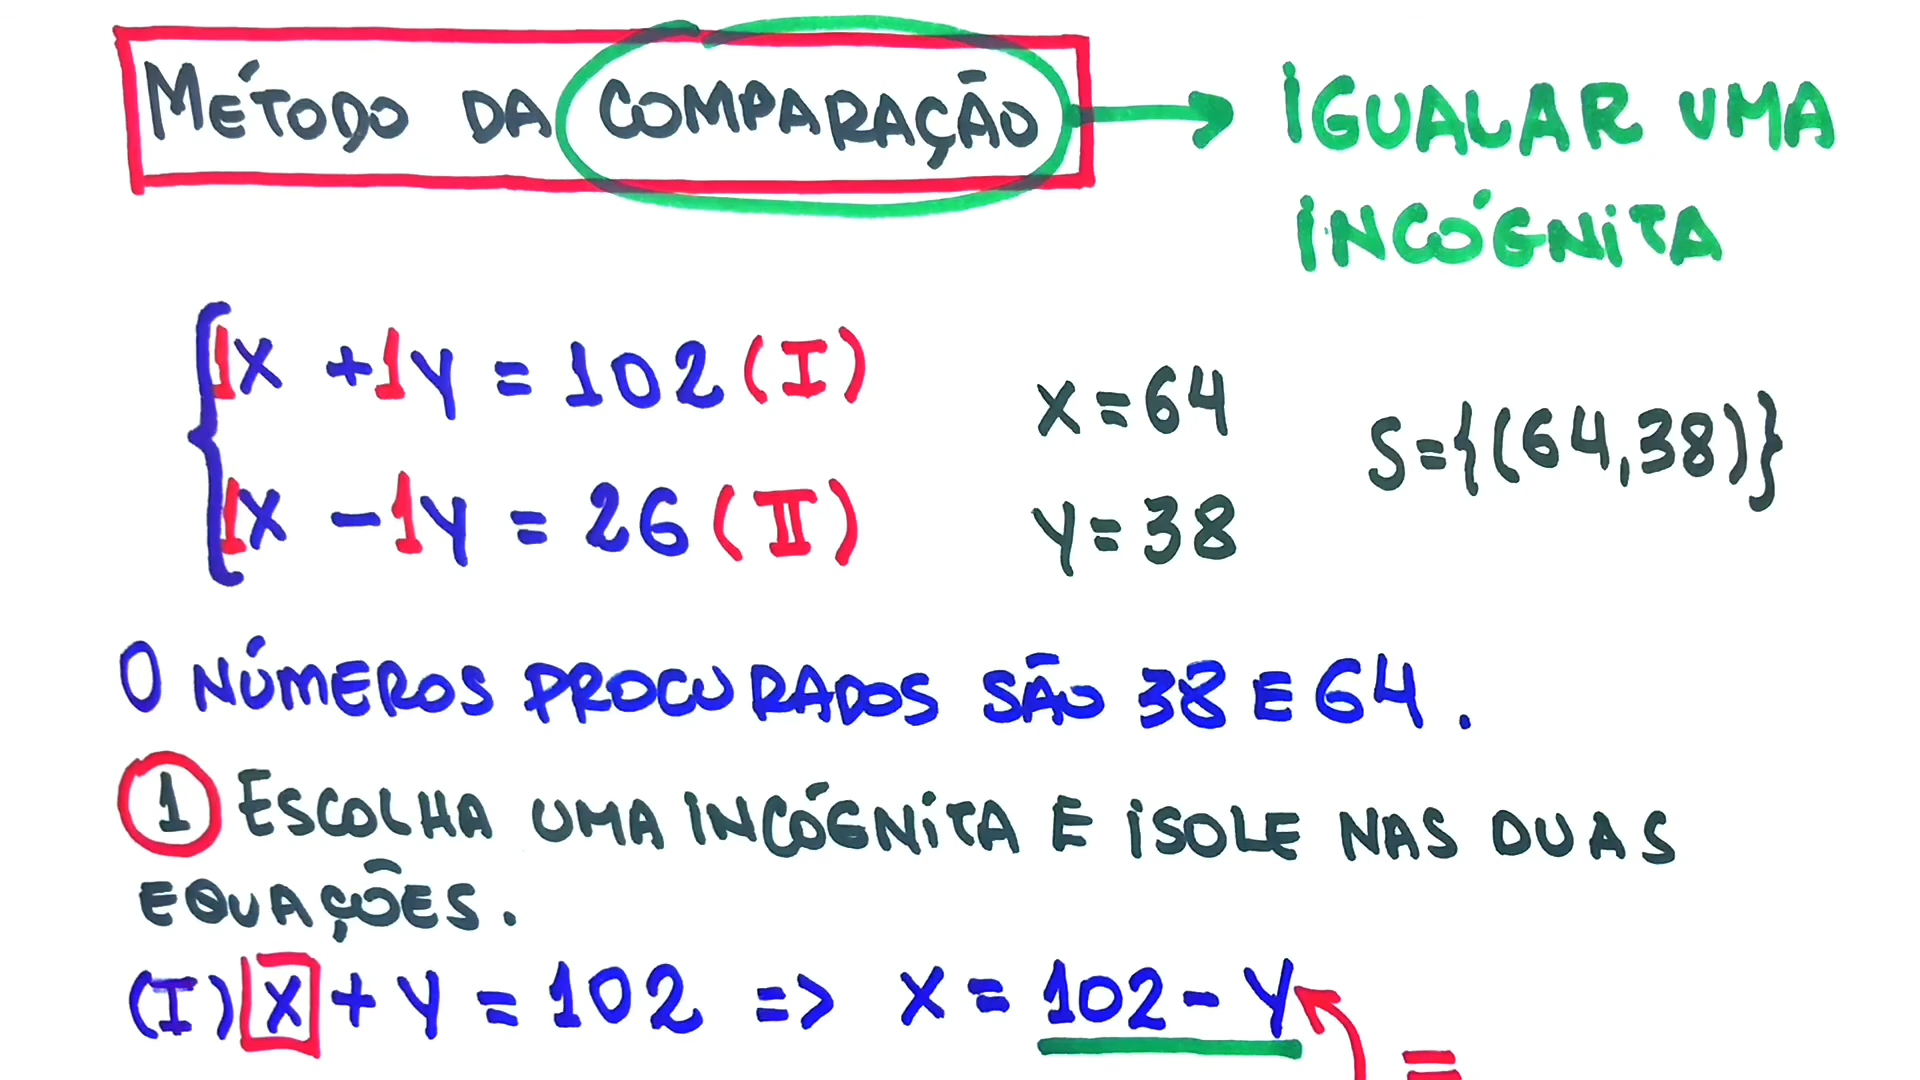 MÉTODO DA COMPARAÇÃO → IGUALAR UMA
INCÓGNITA
1X + 1Y = 102 (I)
X = 64
S = {(64, 38)}
1X - 1Y = 26 (II)
Y = 38
O NÚMEROS PROCURADOS SÃO 38 E 64.
1 ESCOLHA UMA INCÓGNITA E ISOLE NAS DUAS
EQUAÇÕES.
(I) X + Y = 102 => X = 102 - Y
=